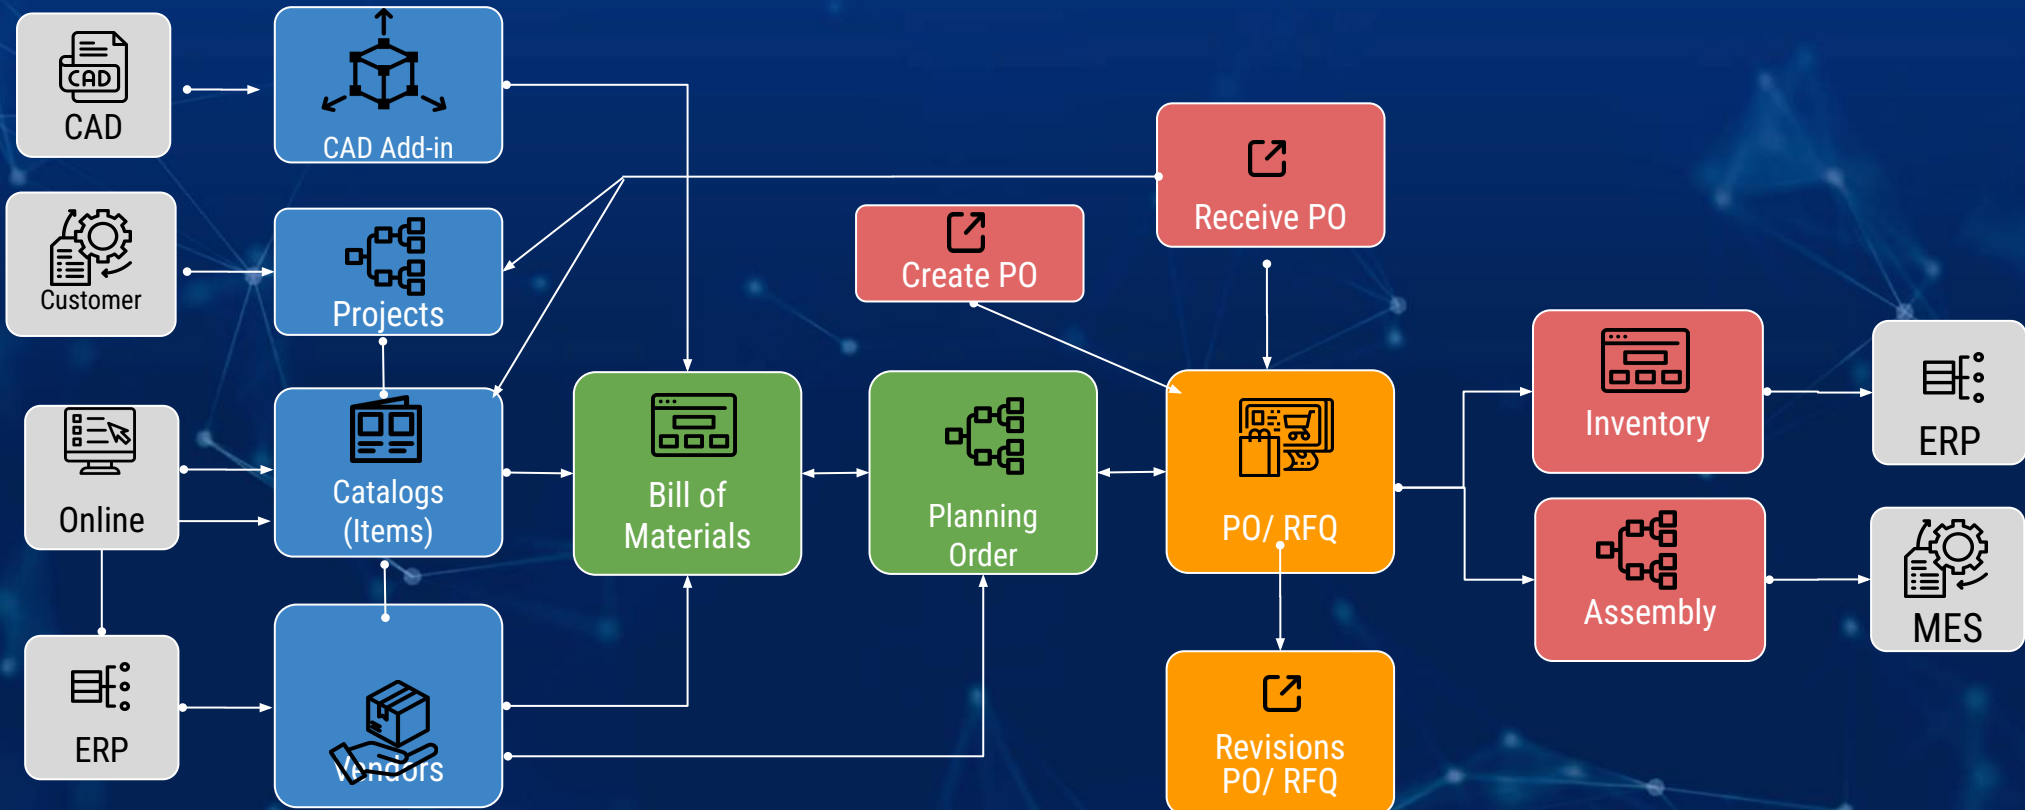 CAD
CAD
CAD Add-in
Customer
Projects
Receive PO
Create PO
Online
Catalogs
(Items)
Bill of
Materials
Planning
Order
PO/ RFQ
Inventory
ERP
Assembly
MES
ERP
Vendors
Revisions
PO/ RFQ